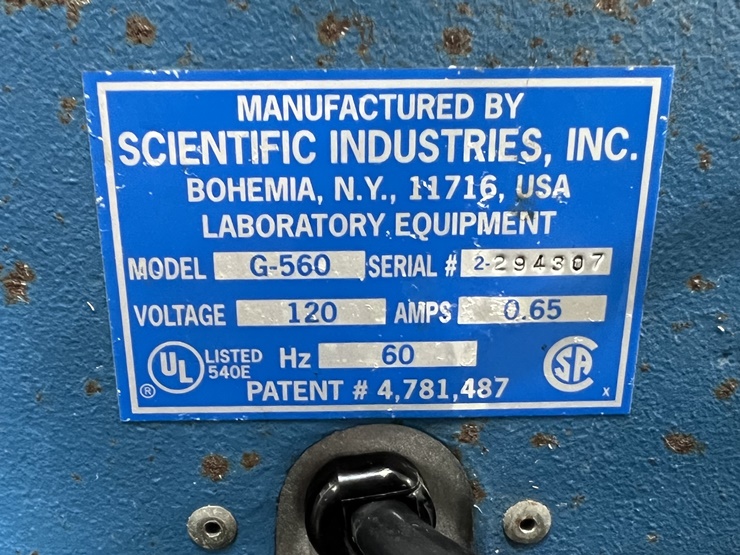 MANUFACTURED BY
SCIENTIFIC INDUSTRIES, INC.
BOHEMIA, N.Y., 11716, USA
LABORATORY EQUIPMENT
MODEL G-560 SERIAL # 2-294307
VOLTAGE 120 AMPS 0.65
UL LISTED 540E Hz 60
PATENT # 4,781,487
® SA x